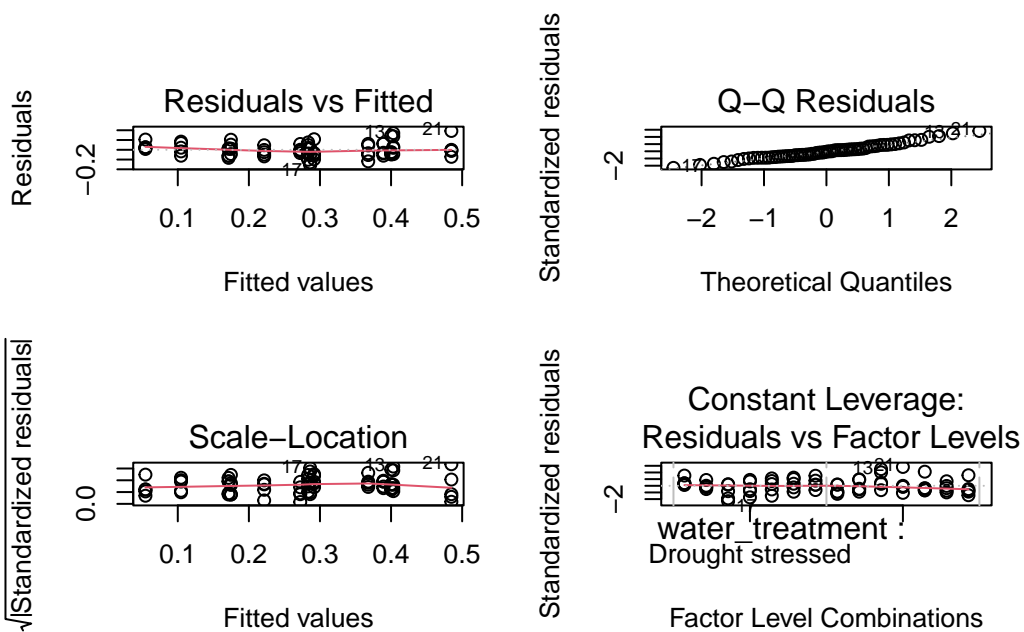 Residuals vs Fitted
Residuals
−0.2
13
21
17
0.1 0.2 0.3 0.4 0.5
Fitted values
Q−Q Residuals
Standardized residuals
−2
17
13
21
−2 −1 0 1 2
Theoretical Quantiles
Scale−Location
√|Standardized residuals|
0.0
17
13
21
0.1 0.2 0.3 0.4 0.5
Fitted values
Constant Leverage:
Residuals vs Factor Levels
Standardized residuals
−2
13
21
17
water_treatment :
Drought stressed
Factor Level Combinations